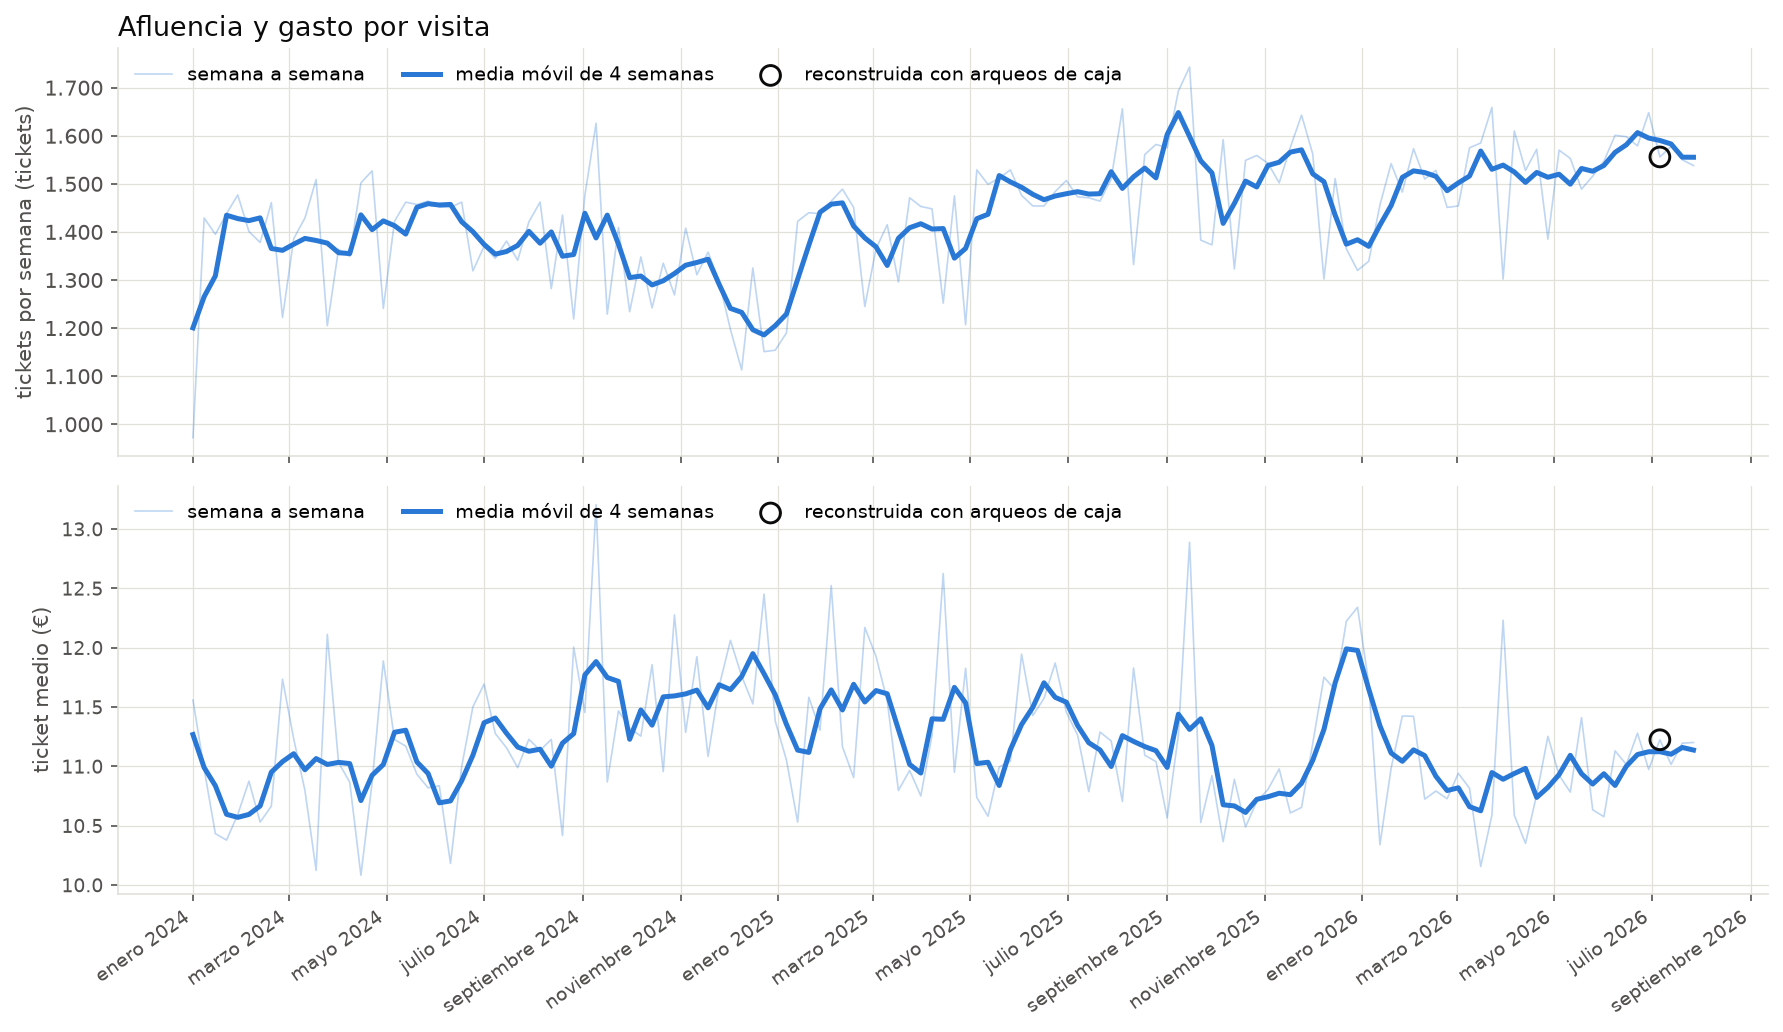 Afluencia y gasto por visita
semana a semana
media móvil de 4 semanas
reconstruida con arqueos de caja
tickets por semana (tickets)
1.700
1.600
1.500
1.400
1.300
1.200
1.100
1.000
semana a semana
media móvil de 4 semanas
reconstruida con arqueos de caja
ticket medio (€)
13.0
12.5
12.0
11.5
11.0
10.5
10.0
enero 2024
marzo 2024
mayo 2024
julio 2024
septiembre 2024
noviembre 2024
enero 2025
marzo 2025
mayo 2025
julio 2025
septiembre 2025
noviembre 2025
enero 2026
marzo 2026
mayo 2026
julio 2026
septiembre 2026